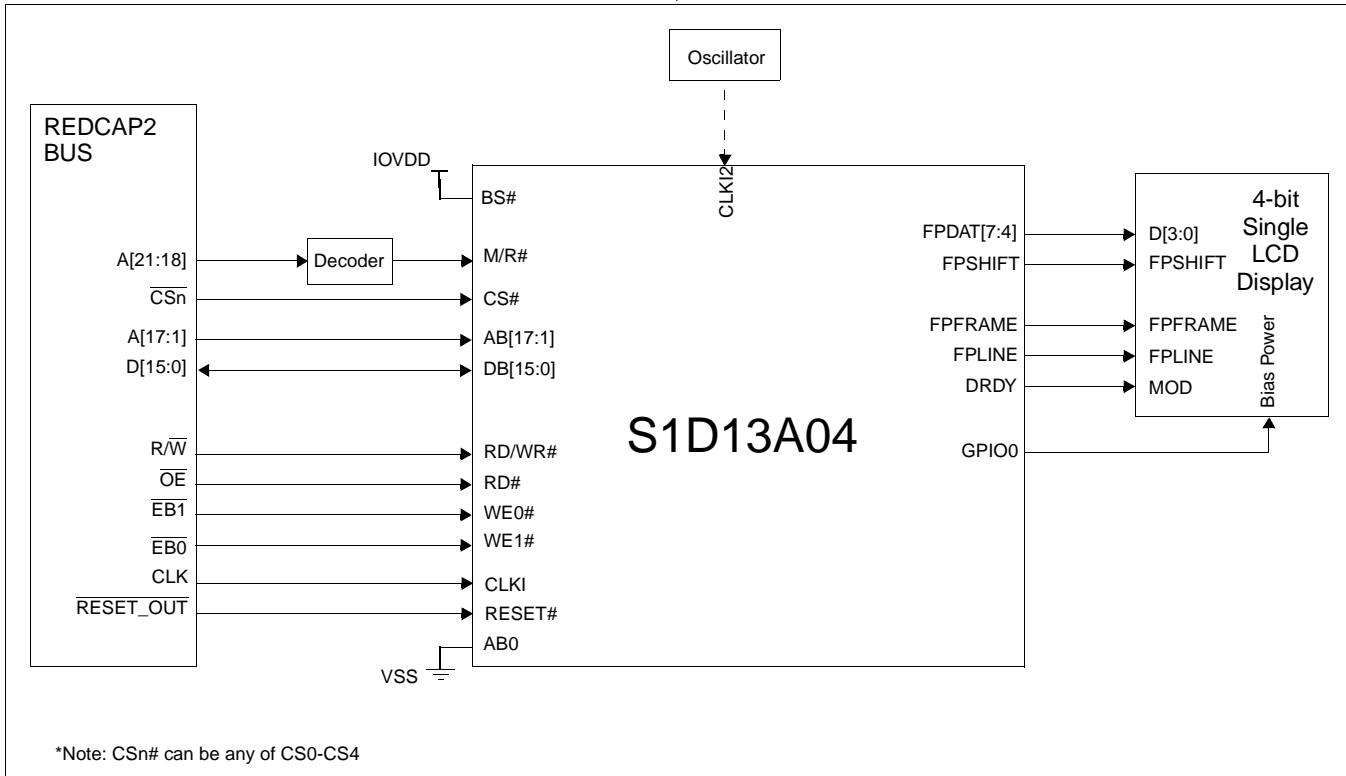 Oscillator
REDCAP2
BUS
IOVDD
BS#
CLKI2
A[21:18]
Decoder
M/R#
CSn
CS#
A[17:1]
AB[17:1]
D[15:0]
DB[15:0]
R/W
RD/WR#
OE
RD#
EB1
WE0#
EB0
WE1#
CLK
CLKI
RESET_OUT
RESET#
AB0
VSS
S1D13A04
FPDAT[7:4]
FPSHIFT
FPFRAME
FPLINE
DRDY
GPIO0
4-bit
Single
LCD
Display
D[3:0]
FPSHIFT
FPFRAME
FPLINE
MOD
Bias Power
*Note: CSn# can be any of CS0-CS4